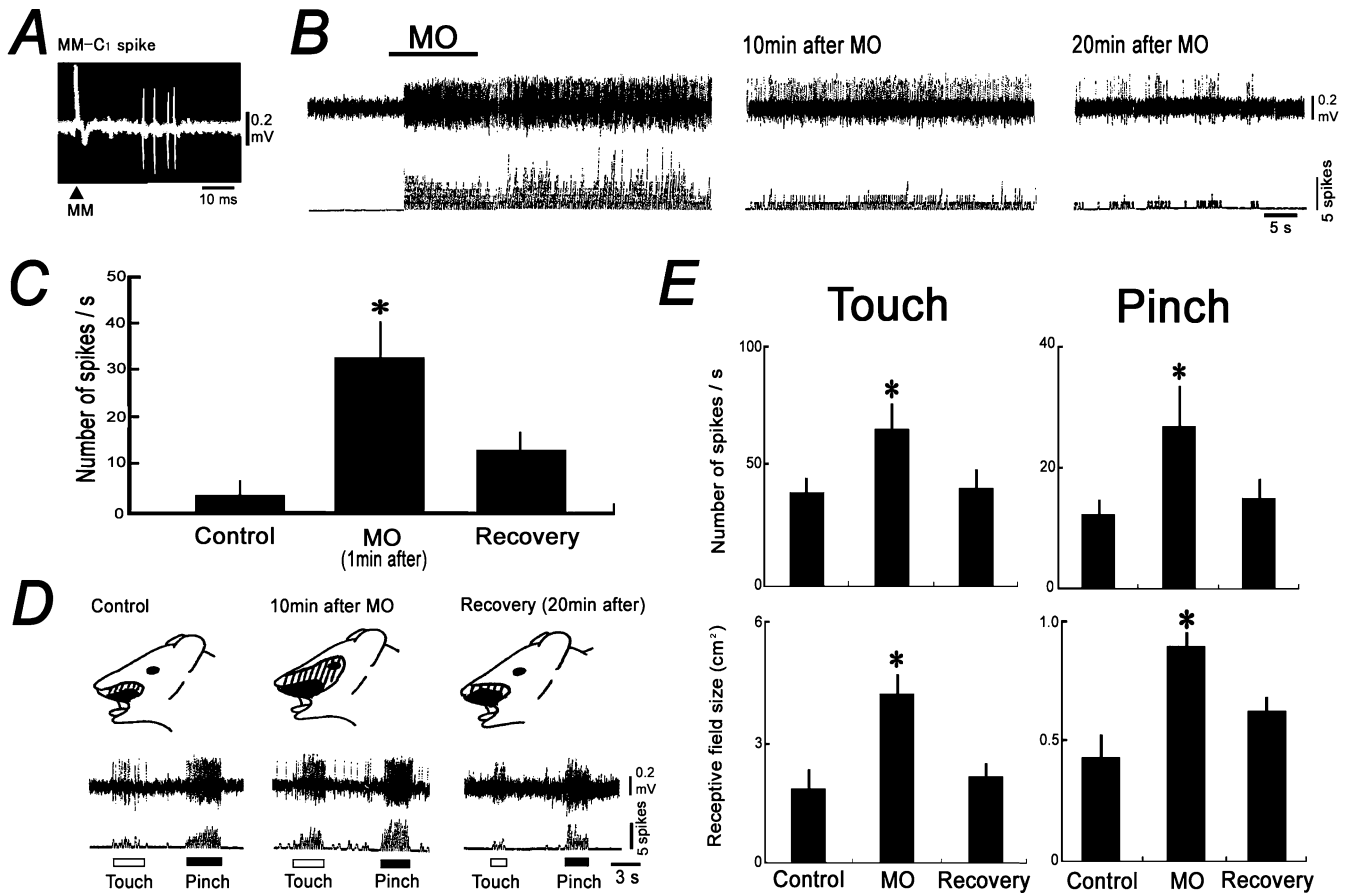 A
MM-C1 spike
0.2
mV
MM
10 ms
B
MO
10min after MO
20min after MO
0.2
mV
5 spikes
5 s
C
Number of spikes / s
50
40
30
20
10
0
*
Control
MO
(1min after)
Recovery
D
Control
10min after MO
Recovery (20min after)
0.2
mV
5 spikes
Touch
Pinch
Touch
Pinch
Touch
Pinch
3 s
E
Touch
Pinch
Number of spikes / s
100
50
0
*
40
20
0
*
Receptive field size (cm²)
6
3
0
*
Control
MO
Recovery
1.0
0.5
0
*
Control
MO
Recovery